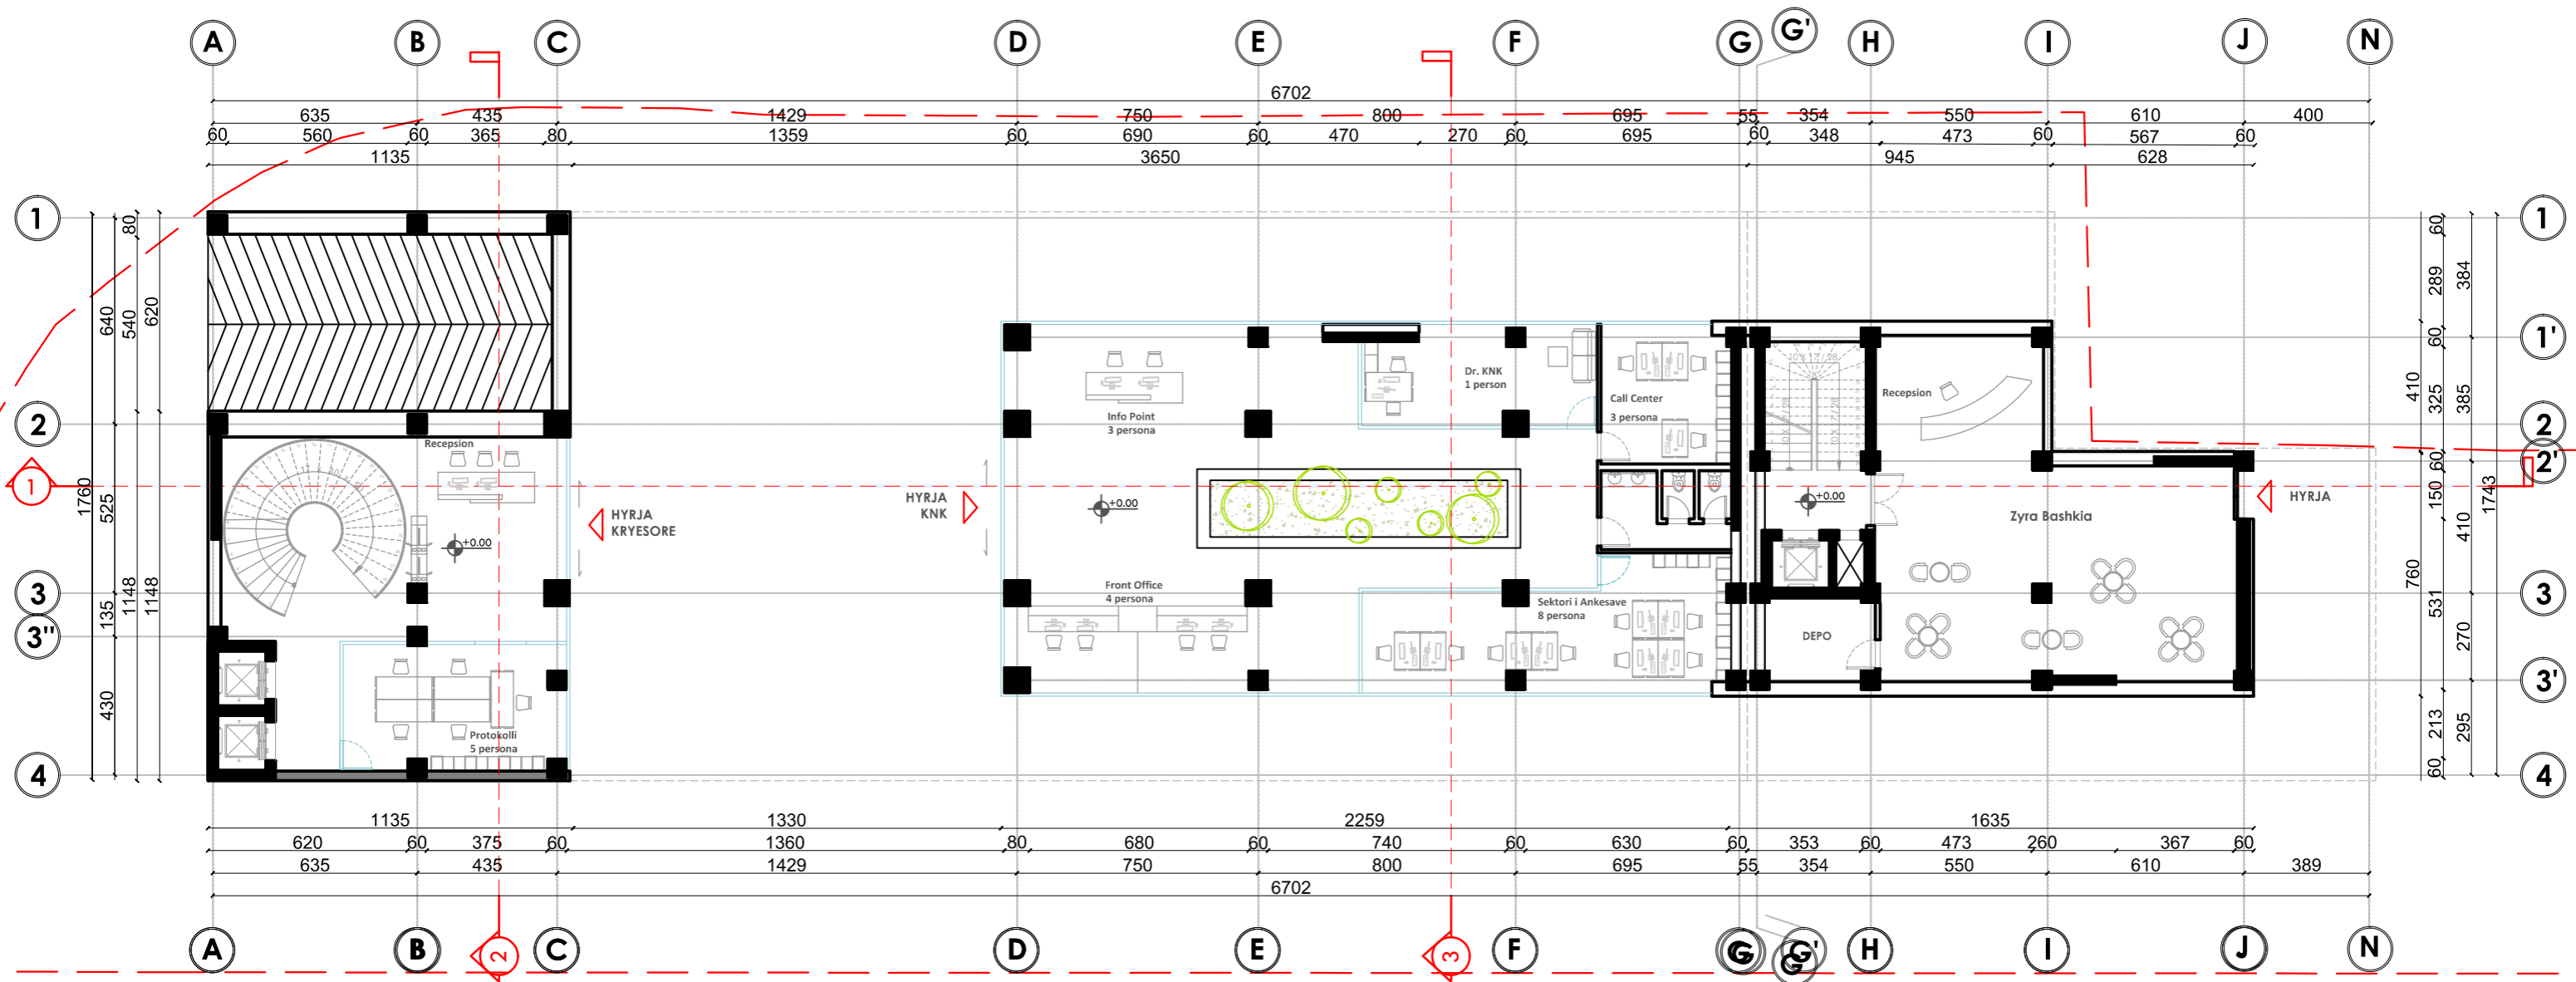 A B C D E F G G' H I J N
6702
635 435 1429 750 800 695 55 354 550 610 400
60 560 60 365 80 1359 60 690 60 470 270 60 695 60 348 473 60 567 60
1135 3650 945 628
1 1
80 60
384
289
640 540 620
1' 1'
60
Dr. KNK
1 person
Recepsion
Call Center
3 persona
410 325 385
Info Point
3 persona
2 2
Recepsion
2'
60
1 1760 525
HYRJA
KNK
+0.00
+0.00
HYRJA
150 1743
HYRJA
KRYESORE
Zyra Bashkia
410
+0.00
1148 1148
760
Front Office
4 persona
3 3
Sektori i Ankesave
8 persona
135 531
3'' DEPO
270
3'
430
Protokolli
5 persona
213 295
4 4
60
1135 1330 2259 1635
620 60 375 60 1360 80 680 60 740 60 630 60 353 60 473 260 367 60
635 435 1429 750 800 695 55 354 550 610 389
6702
A B C D E F G G' H I J N
2 3 G